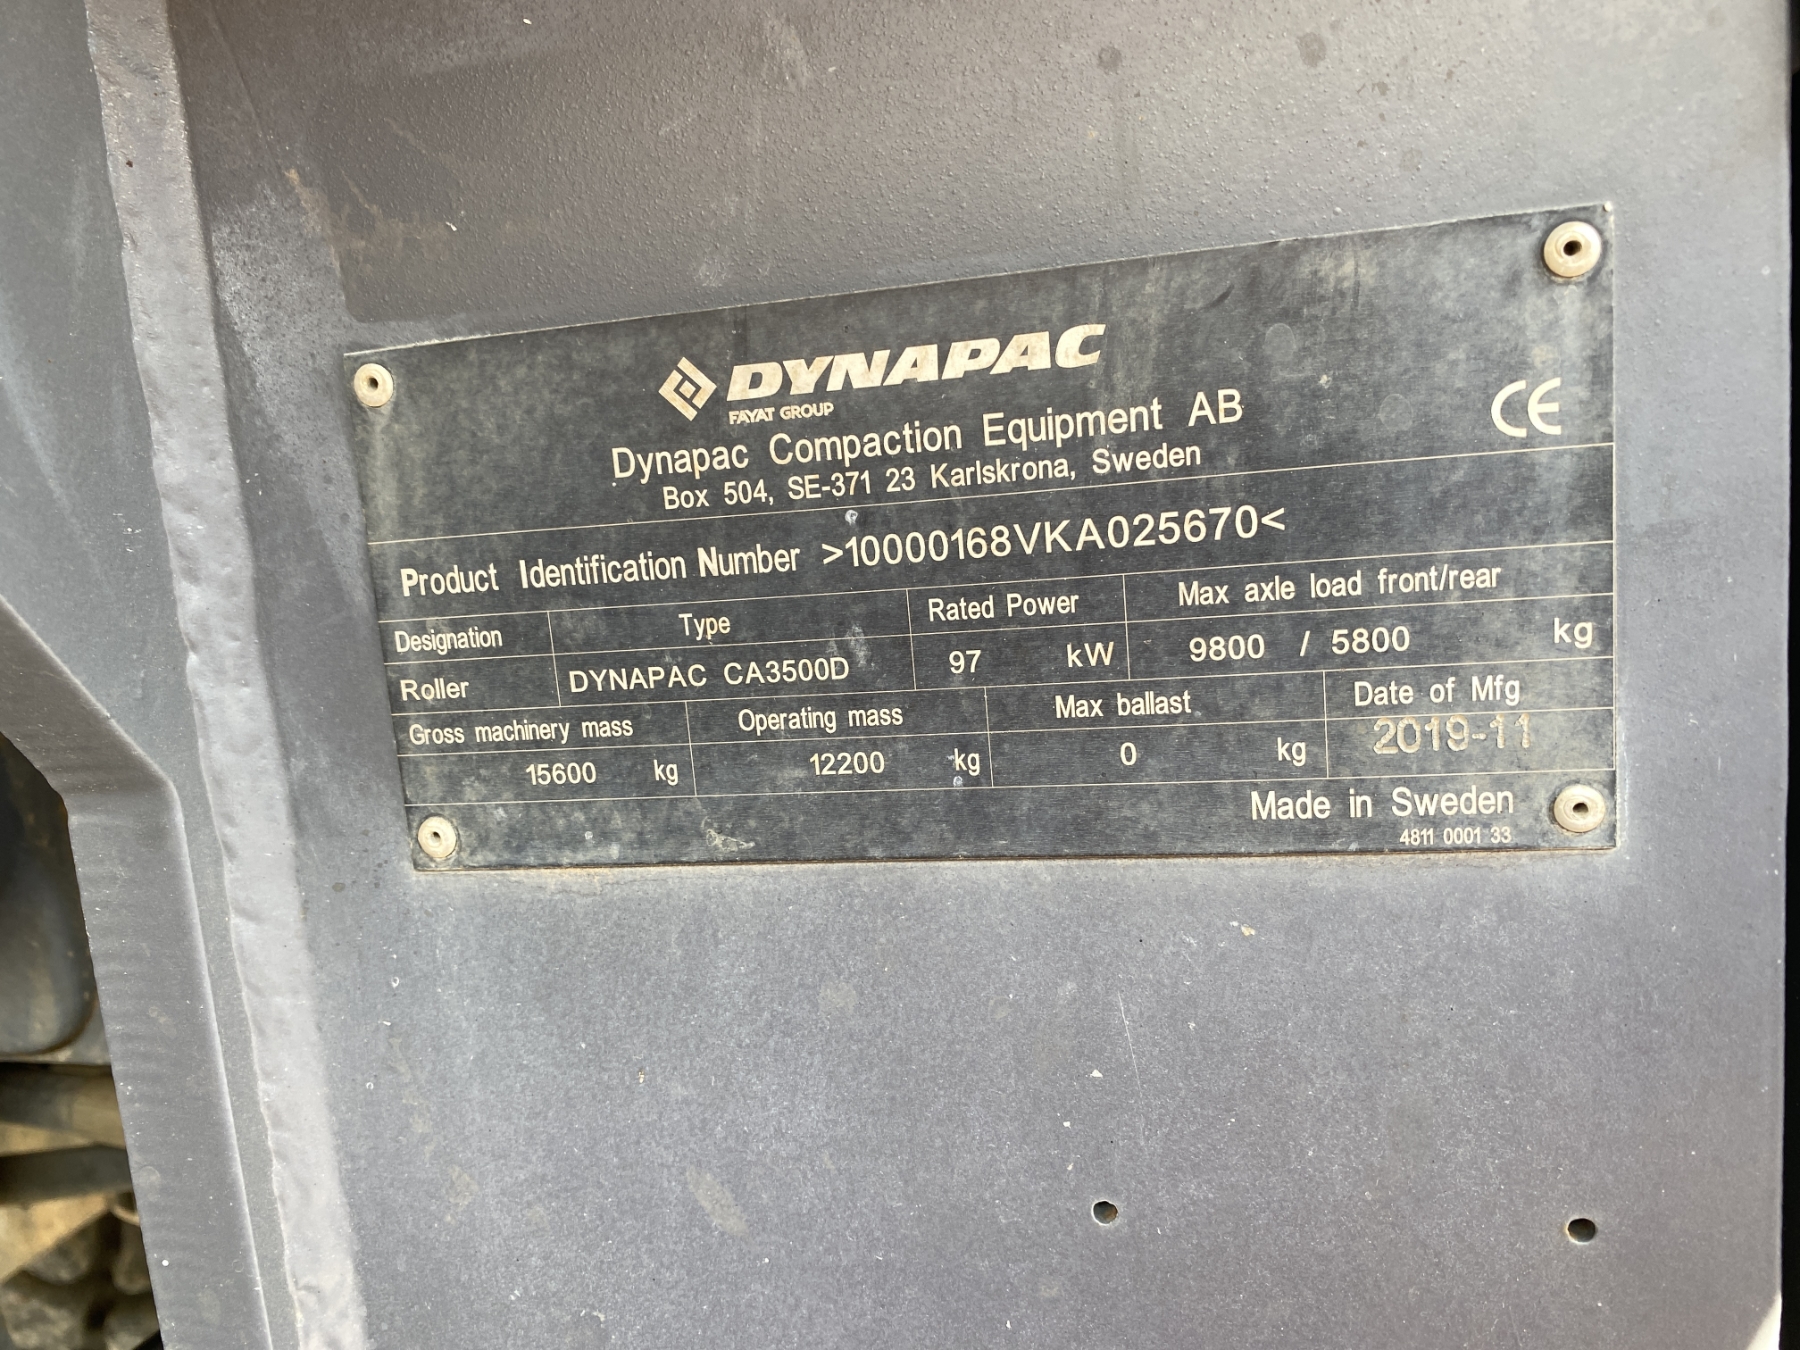 DYNAPAC
FAYAT GROUP
Dynapac Compaction Equipment AB
Box 504, SE-371 23 Karlskrona, Sweden
CE
Product Identification Number >10000168VKA025670<
Designation Type Rated Power Max axle load front/rear
Roller DYNAPAC CA3500D 97 kW 9800 / 5800 kg
Gross machinery mass Operating mass Max ballast Date of Mfg
15600 kg 12200 kg 0 kg 2019-11
Made in Sweden
4811 0001 33